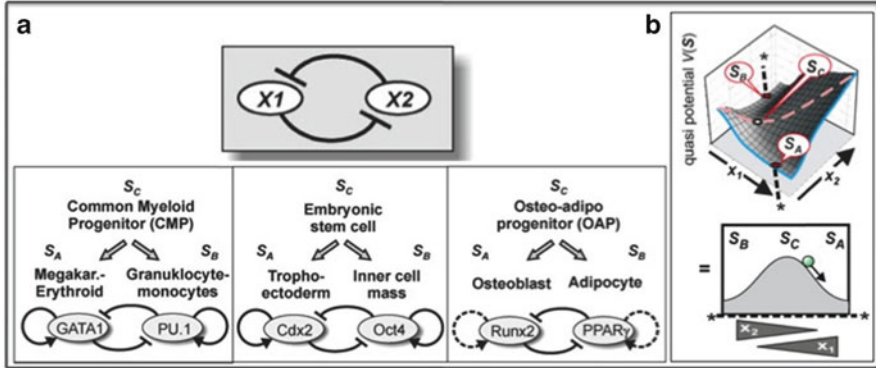 a
X1
X2
S_C
Common Myeloid
Progenitor (CMP)
S_A
S_B
Megakar.-
Erythroid
Granuklocyte-
monocytes
GATA1
PU.1
S_C
Embryonic
stem cell
S_A
S_B
Tropho-
ectoderm
Inner cell
mass
Cdx2
Oct4
S_C
Osteo-adipo
progenitor (OAP)
S_A
S_B
Osteoblast
Adipocyte
Runx2
PPARγ
b
quasi potential V(S)
S_B
S_C
S_A
x₁
x₂
*
*
=
S_B
S_C
S_A
*
*
x₂
x₁